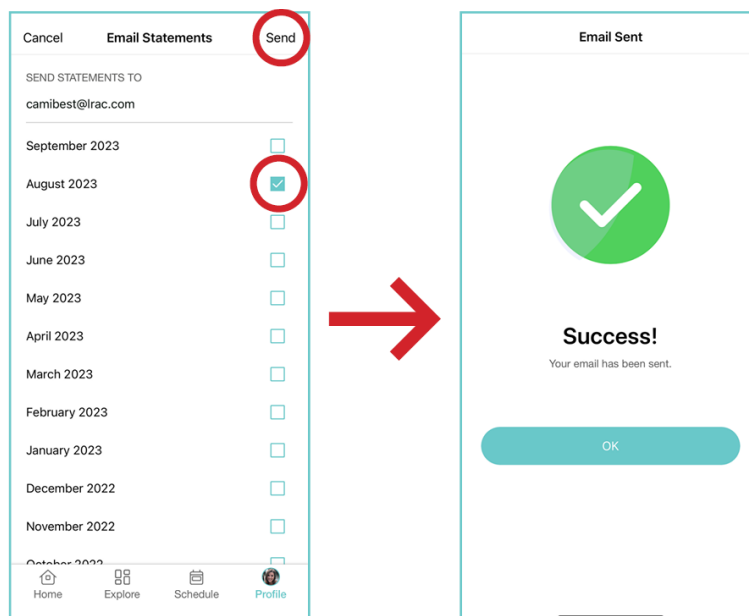 Cancel Email Statements Send
SEND STATEMENTS TO
camibest@lrac.com
September 2023
August 2023
July 2023
June 2023
May 2023
April 2023
March 2023
February 2023
January 2023
December 2022
November 2022
October 2022
Home Explore Schedule Profile
Email Sent
Success!
Your email has been sent.
OK